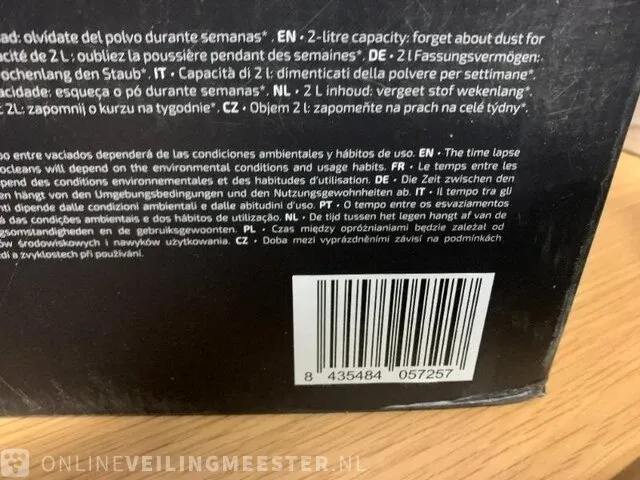 ad: olvídate del polvo durante semanas*. EN • 2-litre capacity: forget about dust for
cité de 2 L: oubliez la poussière pendant des semaines*. DE • 2 l Fassungsvermögen:
ochenlang den Staub*. IT • Capacità di 2 l: dimenticati della polvere per settimane*.
acidade: esqueça o pó durante semanas*. NL • 2 L inhoud: vergeet stof wekenlang*.
ć 2L: zapomnij o kurzu na tygodnie*. CZ • Objem 2 l: zapomeňte na prach na celé týdny*.
po entre vaciados dependerá de las condiciones ambientales y hábitos de uso. EN • The time lapse
ocleans will depend on the environmental conditions and usage habits. FR • Le temps entre les
pend des conditions environnementales et des habitudes d'utilisation. DE • Die Zeit zwischen den
en hängt von den Umgebungsbedingungen und den Nutzungsgewohnheiten ab. IT • Il tempo tra gli
nti dipende dalle condizioni ambientali e dalle abitudini d'uso. PT • O tempo entre os esvaziamentos
á das condições ambientais e dos hábitos de utilização. NL • De tijd tussen het legen hangt af van de
gsomstandigheden en de gebruiksgewoonten. PL • Czas między opróżnianiami będzie zależał od
ów środowiskowych i nawyków użytkowania. CZ • Doba mezi vyprázdněními závisí na podmínkách
dí a zvyklostech při používání.
8 435484 057257
ONLINEVEILINGMEESTER.NL